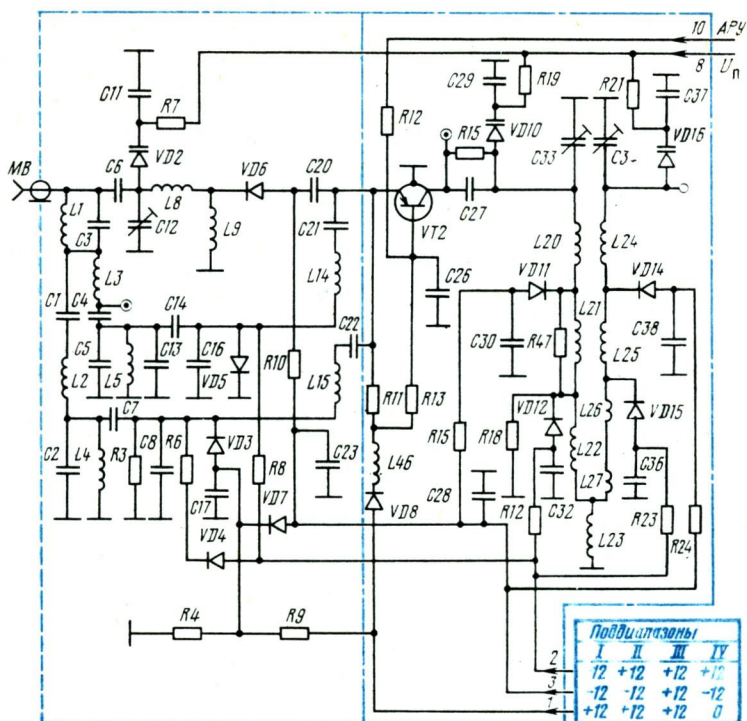 10 АРУ
8 Uп
C11
R7
C29
R19
R21
C37
R12
VD2
R15
VD10
C33
C3-
VD16
МВ
C6
L8
VD6
C20
L1
C3
C12
L9
C21
VT2
C27
L3
L20
L24
C26
VD11
VD14
C1
C4
C14
L14
L21
C22
C30
R47
C38
L25
C5
L5
C13
C16
VD5
R10
L2
L15
R11
R13
VD12
L26
VD15
C7
R15
R18
L22
C2
L4
R3
C8
R6
VD3
R8
C23
L46
C28
L27
C36
C17
VD7
VD8
R12
C32
R23
R24
VD4
L23
R4
R9
Поддиапазоны
I II III IV
2 12 +12 +12 +12
3 -12 -12 +12 -12
1 +12 +12 +12 0